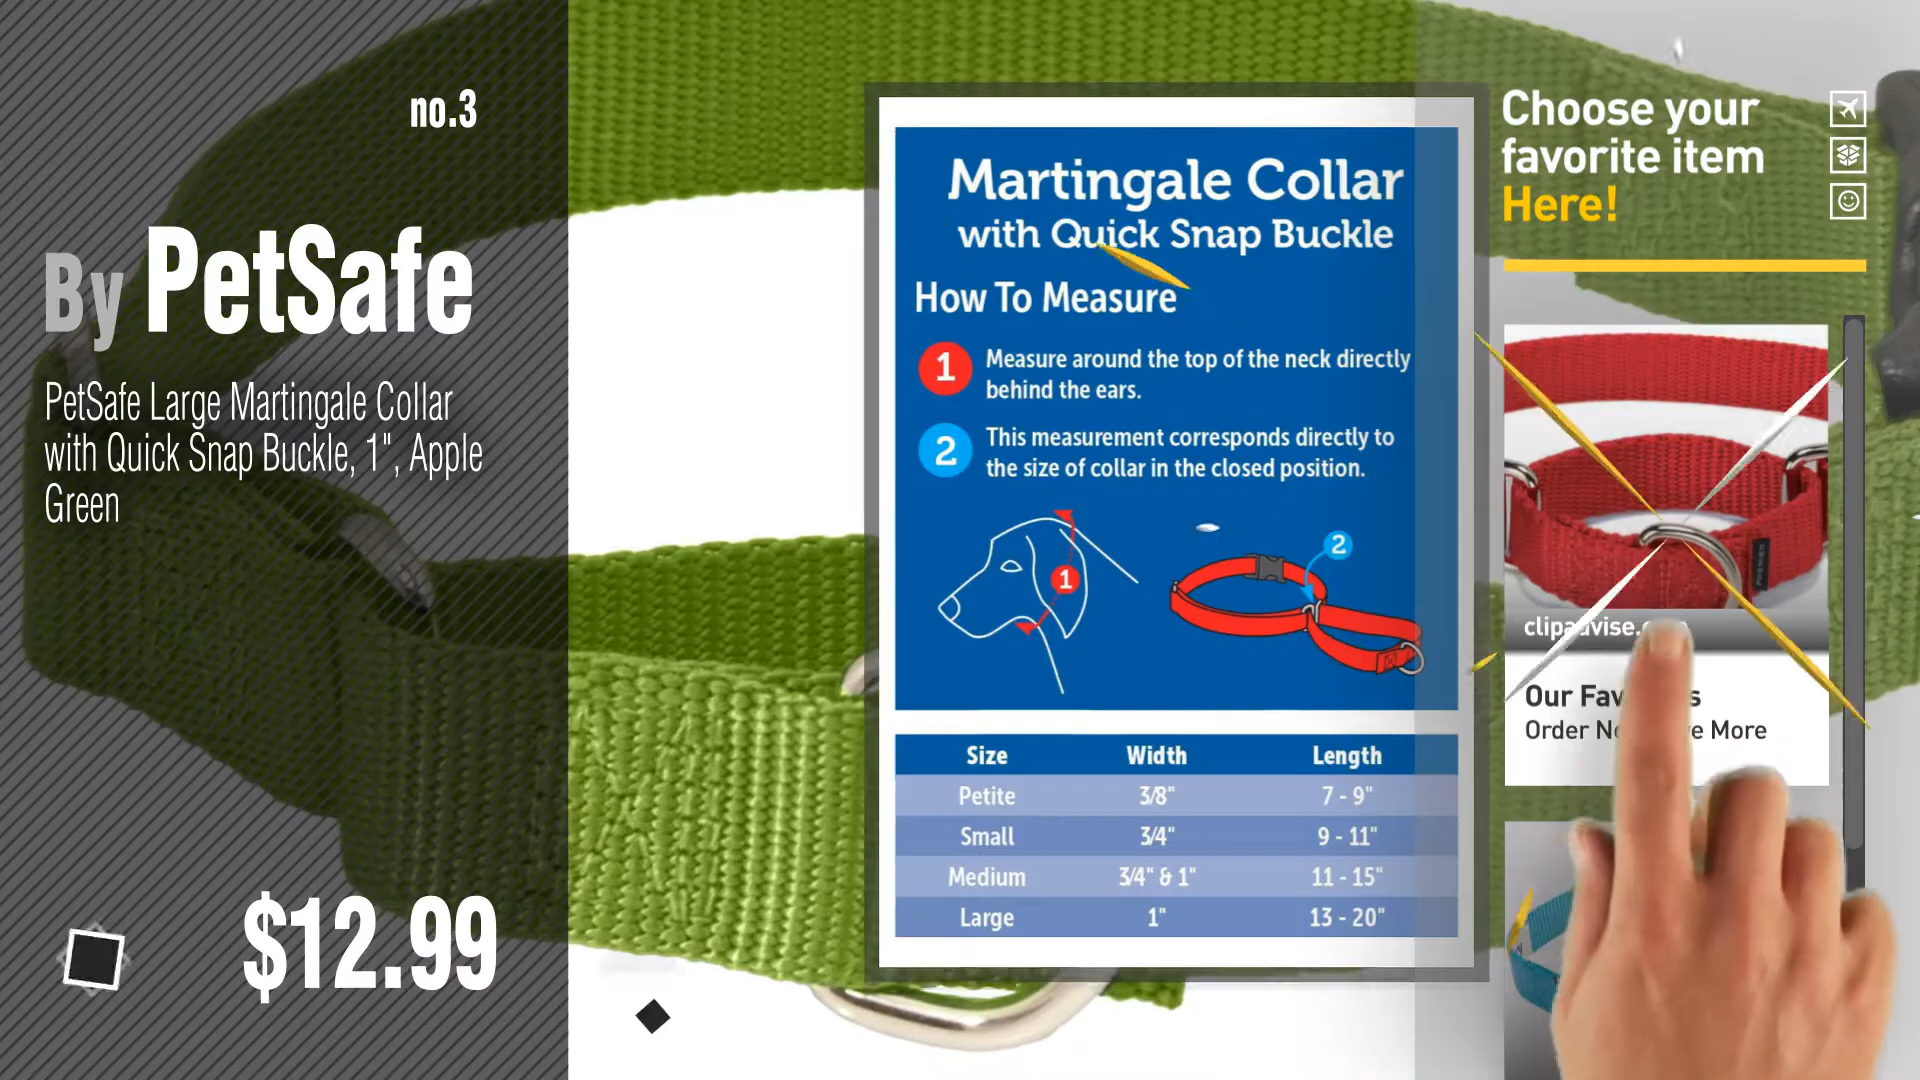 no.3
By PetSafe
PetSafe Large Martingale Collar
with Quick Snap Buckle, 1", Apple
Green
$12.99
Martingale Collar
with Quick Snap Buckle
How To Measure
1 Measure around the top of the neck directly
behind the ears.
2 This measurement corresponds directly to
the size of collar in the closed position.
1
2
Size Width Length
Petite 3/8" 7 - 9"
Small 3/4" 9 - 11"
Medium 3/4" & 1" 11 - 15"
Large 1" 13 - 20"
Choose your
favorite item
Here!
Our
Order More